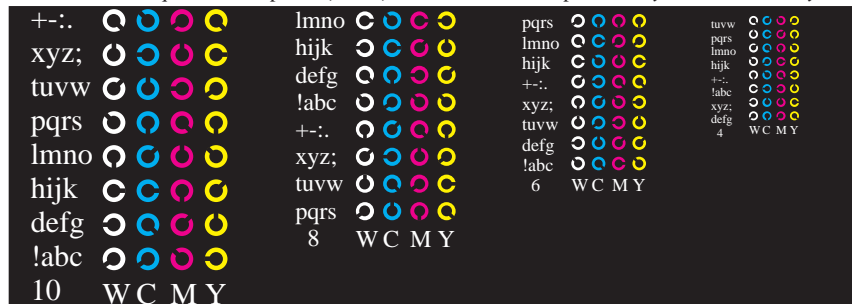 +-:.
xyz;
tuvw
pqrs
lmno
hijk
defg
!abc
10 W C M Y
lmno
hijk
defg
!abc
+-:.
xyz;
tuvw
pqrs
8 W C M Y
pqrs
lmno
hijk
+-:.
xyz;
tuvw
defg
!abc
6 W C M Y
tuvw
pqrs
lmno
hijk
+-:.
!abc
xyz;
defg
4 W C M Y